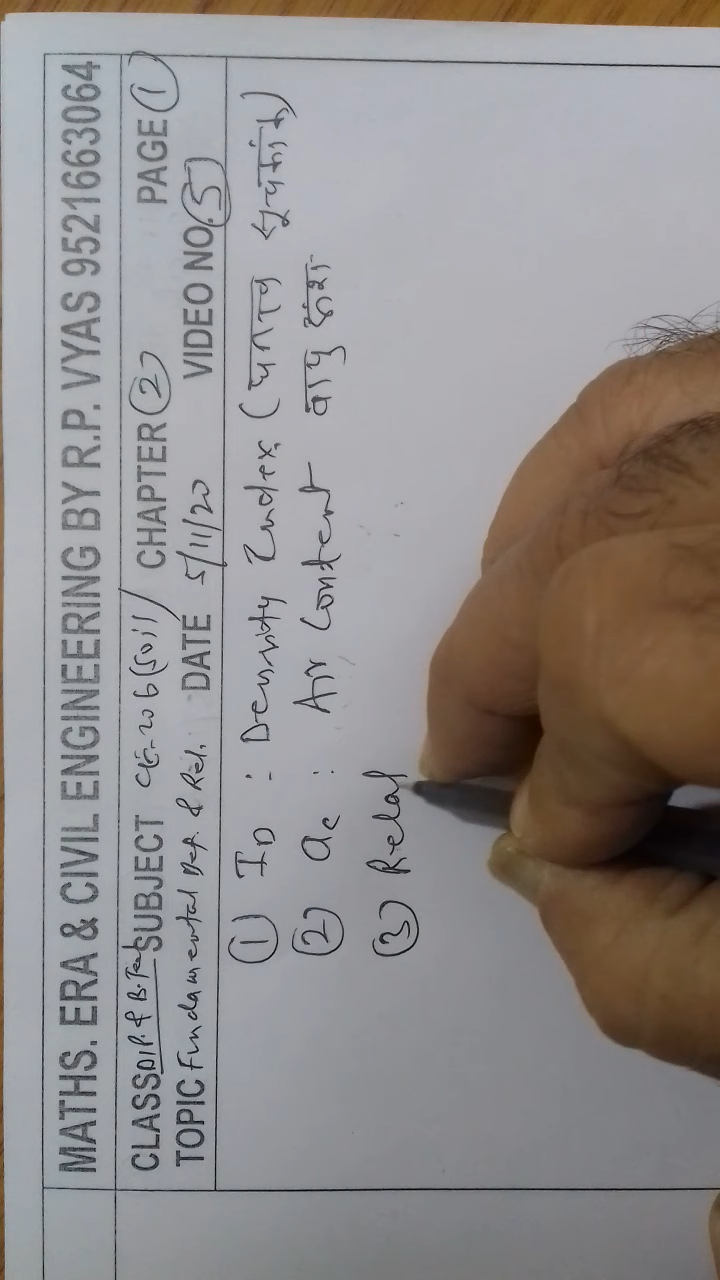 MATHS. ERA & CIVIL ENGINEERING BY R.P. VYAS 9521663064
CLASS DIP. & B.Tech SUBJECT CE-206 (Soil) CHAPTER 2 PAGE 1
TOPIC Fundamental Def. & Rel. DATE 5/11/20 VIDEO NO. 5
(1) ID : Density Index (घनत्व सूचकांक)
(2) ac : Air Content वायु अंश
(3) Relat